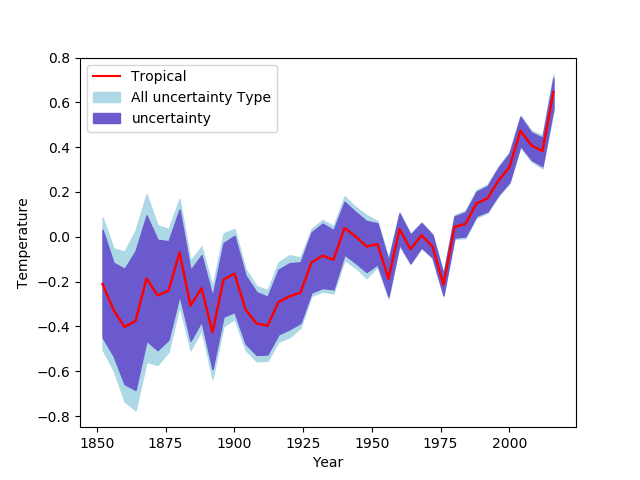 Tropical
All uncertainty Type
uncertainty
Temperature
0.8
0.6
0.4
0.2
0.0
−0.2
−0.4
−0.6
−0.8
1850 1875 1900 1925 1950 1975 2000
Year